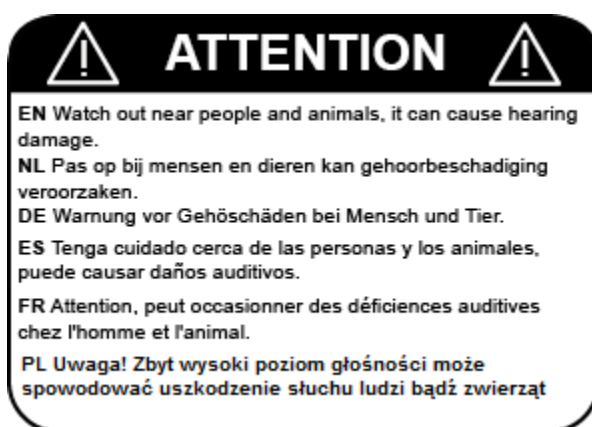 ATTENTION
EN Watch out near people and animals, it can cause hearing
damage.
NL Pas op bij mensen en dieren kan gehoorbeschadiging
veroorzaken.
DE Warnung vor Gehöschäden bei Mensch und Tier.
ES Tenga cuidado cerca de las personas y los animales,
puede causar daños auditivos.
FR Attention, peut occasionner des déficiences auditives
chez l'homme et l'animal.
PL Uwaga! Zbyt wysoki poziom głośności może
spowodować uszkodzenie słuchu ludzi bądź zwierząt